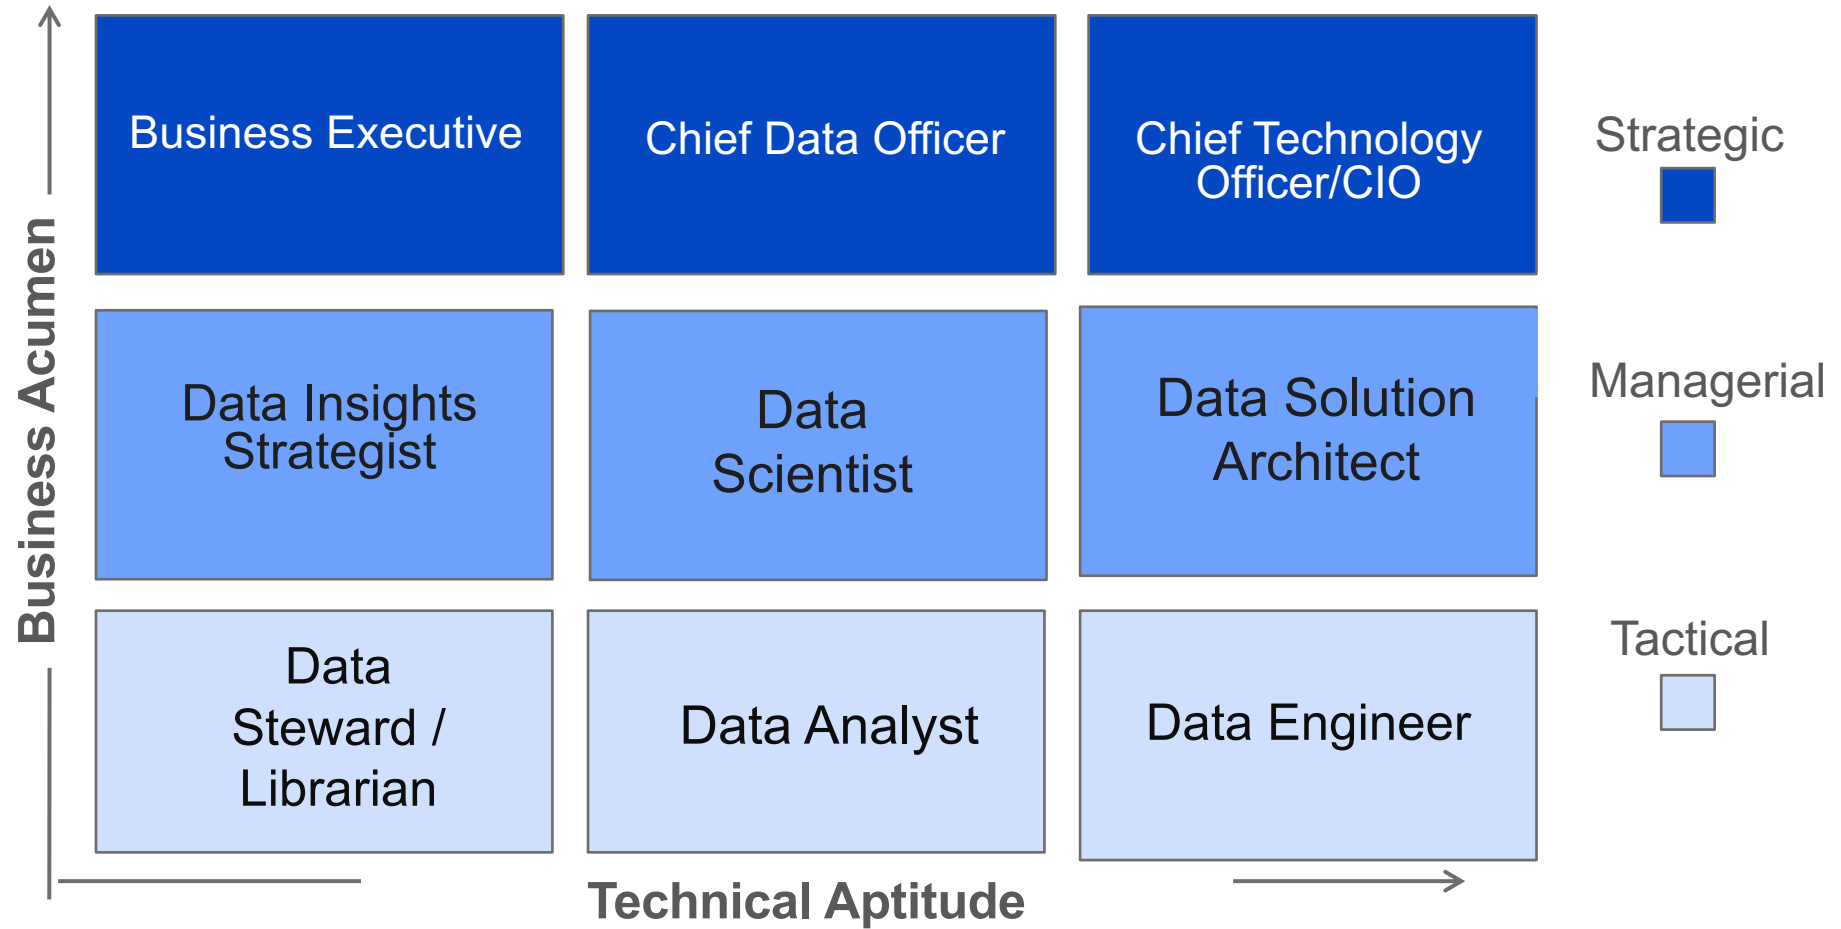 Business Acumen
Business Executive
Chief Data Officer
Chief Technology
Officer/CIO
Strategic
Data Insights
Strategist
Data
Scientist
Data Solution
Architect
Managerial
Data
Steward /
Librarian
Data Analyst
Data Engineer
Tactical
Technical Aptitude